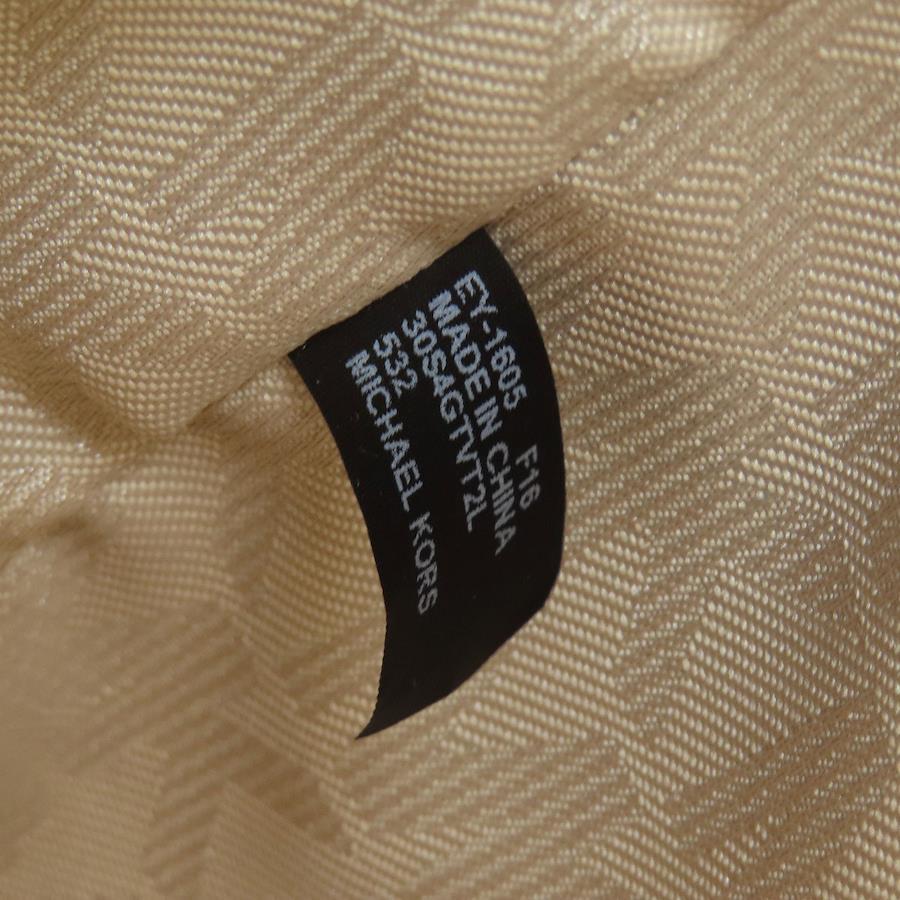 EY-1605 F16
MADE IN CHINA
30S4GTVT2L
532
MICHAEL KORS